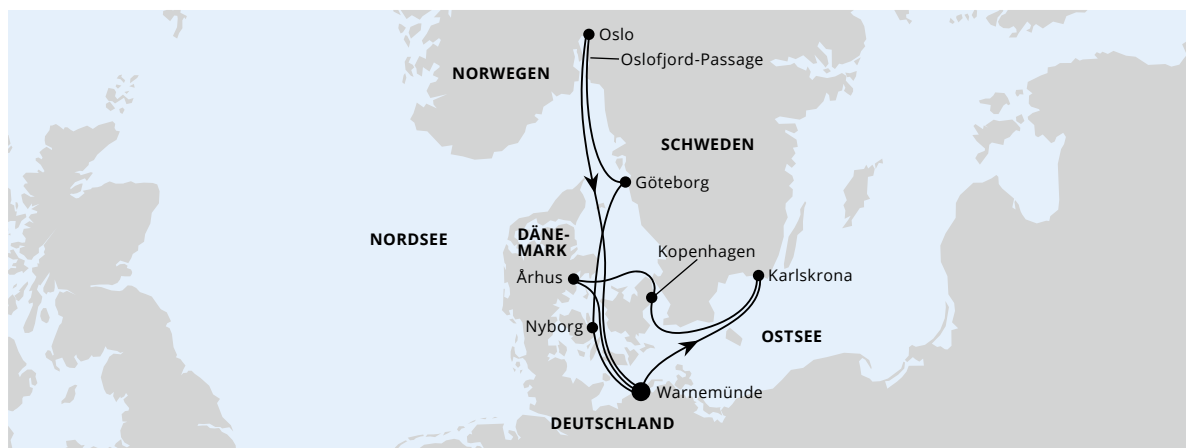 Oslo
Oslofjord-Passage
NORWEGEN
SCHWEDEN
Göteborg
NORDSEE
DÄNE-
MARK
Kopenhagen
Århus
Karlskrona
Nyborg
OSTSEE
Warnemünde
DEUTSCHLAND